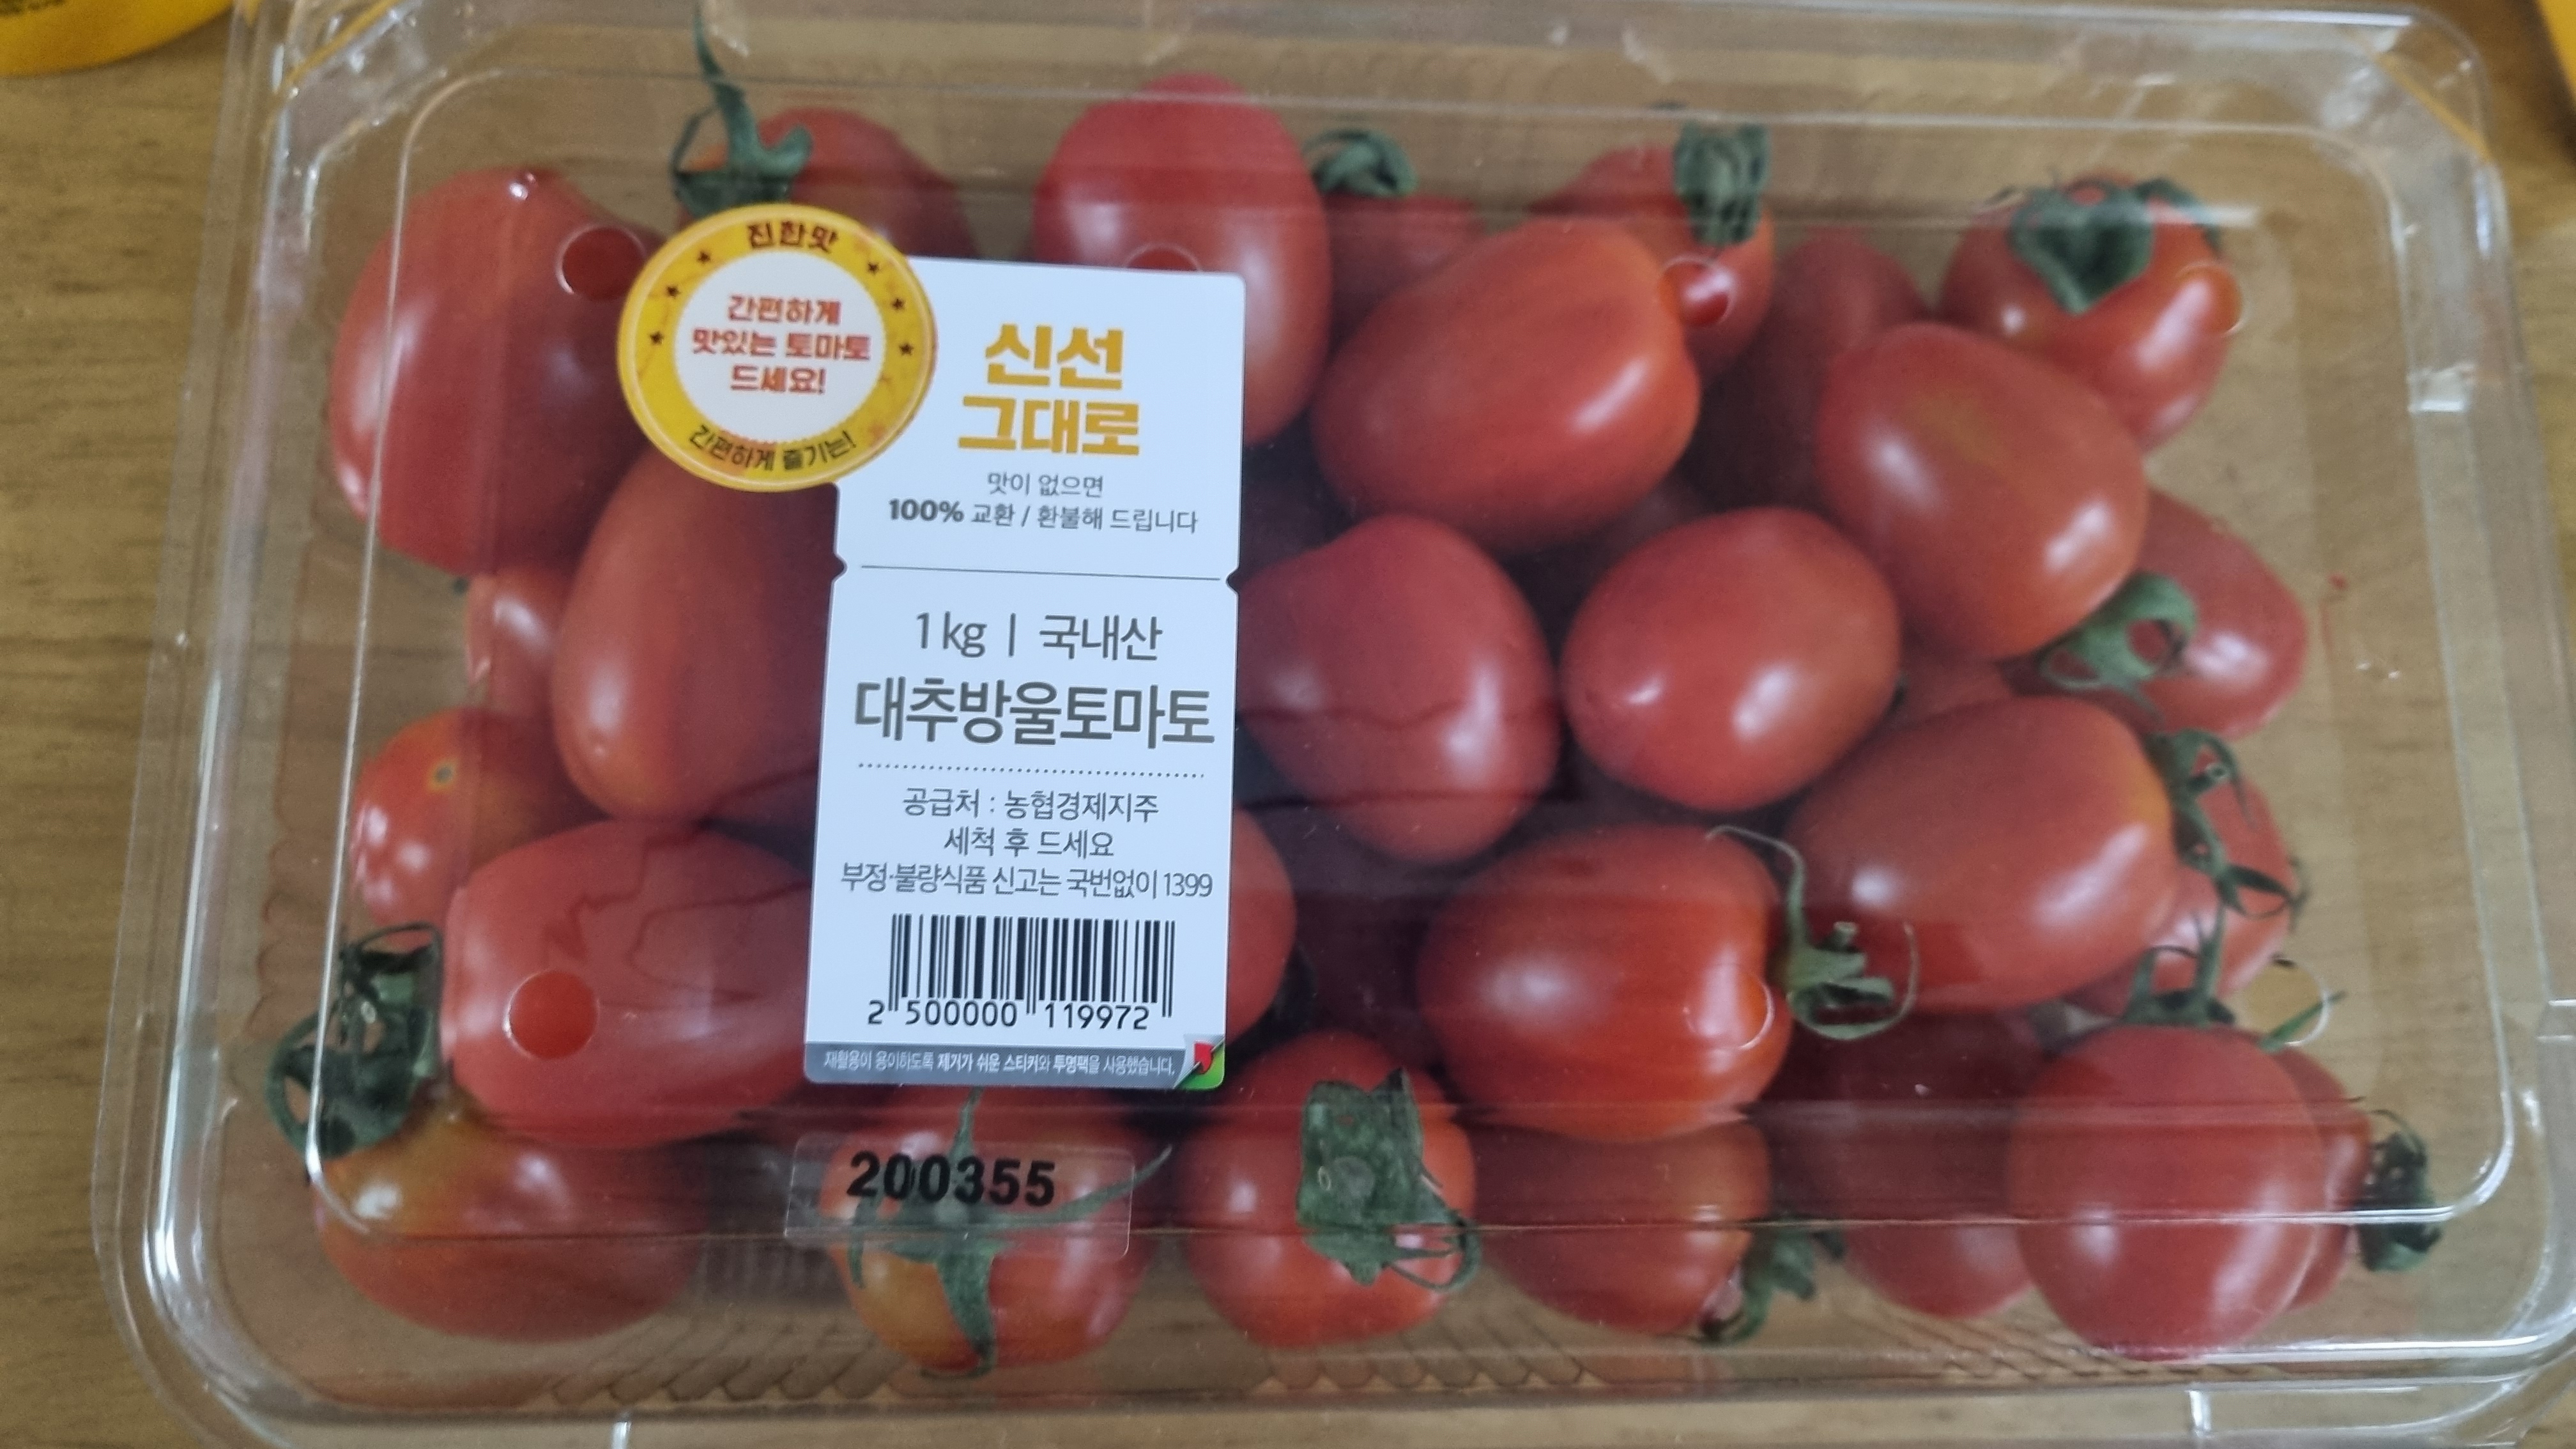 진한맛
간편하게
맛있는 토마토
드세요!
간편하게 즐기는!
신선
그대로
맛이 없으면
100% 교환 / 환불해 드립니다
1kg | 국내산
대추방울토마토
공급처 : 농협경제지주
세척 후 드세요
부정·불량식품 신고는 국번없이 1399
2 500000 119972
재활용이 용이하도록 제거가 쉬운 스티커와 투명팩을 사용했습니다.
200355